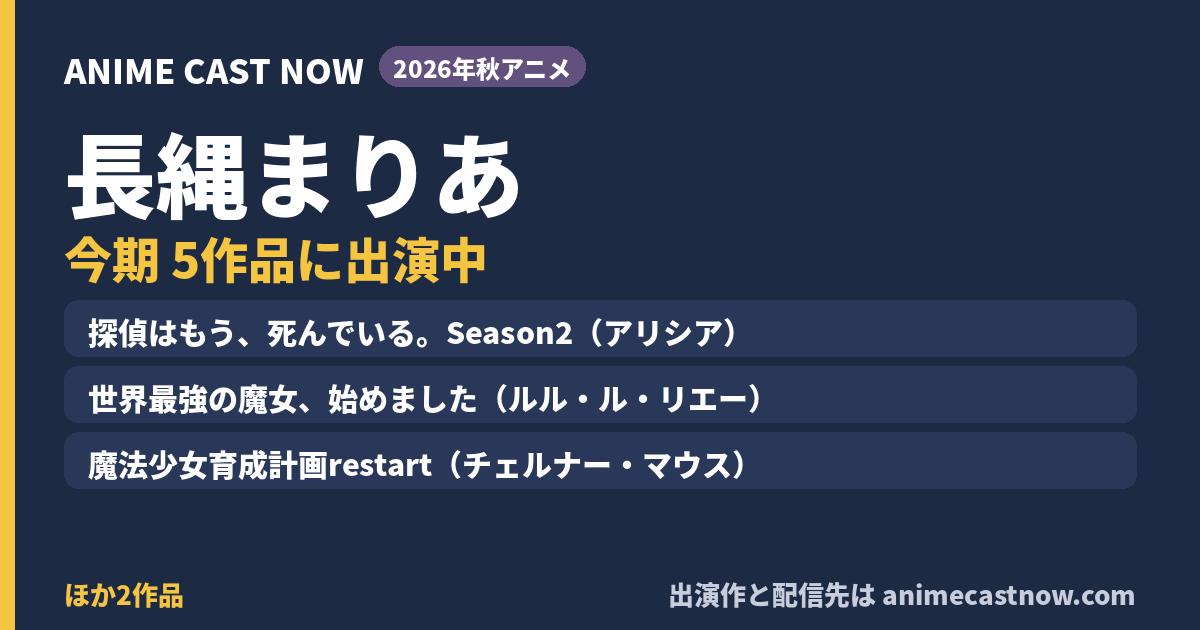 ANIME CAST NOW 2026年秋アニメ
長縄まりあ
今期 5作品に出演中
探偵はもう、死んでいる。Season2（アリシア）
世界最強の魔女、始めました（ルル・ル・リエー）
魔法少女育成計画restart（チェルナー・マウス）
ほか2作品
出演作と配信先は animecastnow.com